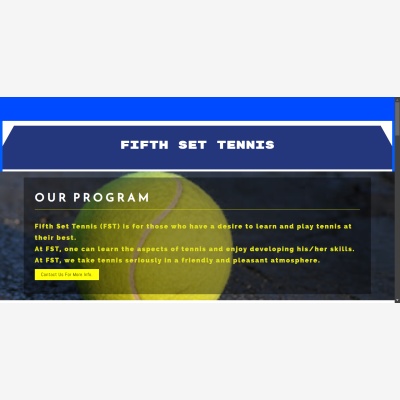 FIFTH SET TENNIS
OUR PROGRAM
Fifth Set Tennis (FST) is for those who have a desire to learn and play tennis at
their best.
At FST, one can learn the aspects of tennis and enjoy developing his/her skills.
At FST, we take tennis seriously in a friendly and pleasant atmosphere.
Contact Us For More Info